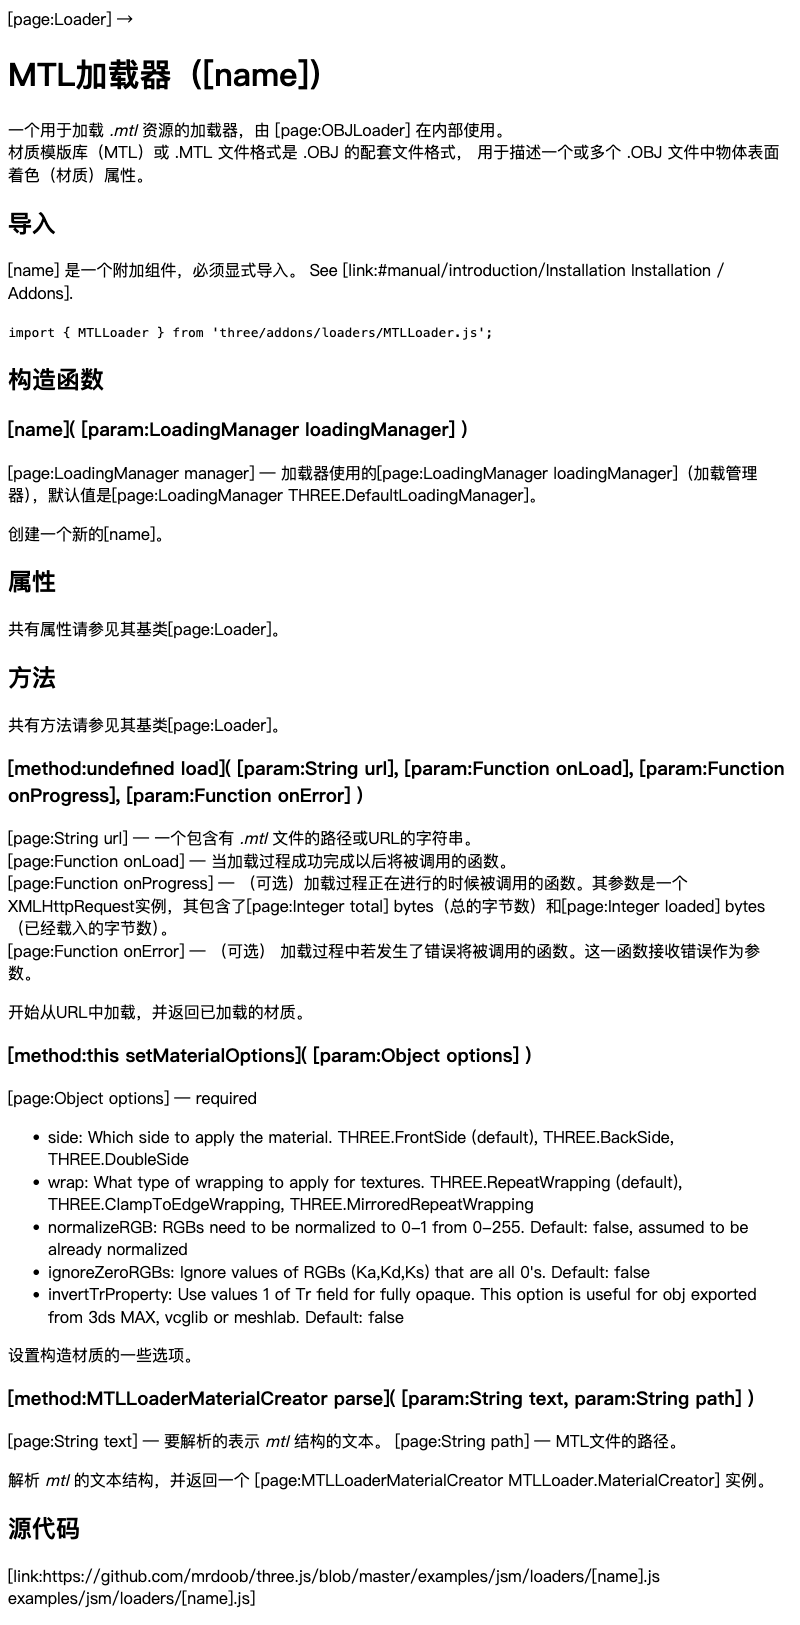 [page:Loader] →
MTL加载器（[name]）
一个用于加载 .mtl 资源的加载器，由 [page:OBJLoader] 在内部使用。
材质模版库（MTL）或 .MTL 文件格式是 .OBJ 的配套文件格式， 用于描述一个或多个 .OBJ 文件中物体表面
着色（材质）属性。
导入
[name] 是一个附加组件，必须显式导入。 See [link:#manual/introduction/Installation Installation /
Addons].
import { MTLLoader } from 'three/addons/loaders/MTLLoader.js';
构造函数
[name]( [param:LoadingManager loadingManager] )
[page:LoadingManager manager] — 加载器使用的[page:LoadingManager loadingManager]（加载管理
器），默认值是[page:LoadingManager THREE.DefaultLoadingManager]。
创建一个新的[name]。
属性
共有属性请参见其基类[page:Loader]。
方法
共有方法请参见其基类[page:Loader]。
[method:undefined load]( [param:String url], [param:Function onLoad], [param:Function
onProgress], [param:Function onError] )
[page:String url] — 一个包含有 .mtl 文件的路径或URL的字符串。
[page:Function onLoad] — 当加载过程成功完成以后将被调用的函数。
[page:Function onProgress] — （可选）加载过程正在进行的时候被调用的函数。其参数是一个
XMLHttpRequest实例，其包含了[page:Integer total] bytes（总的字节数）和[page:Integer loaded] bytes
（已经载入的字节数）。
[page:Function onError] — （可选） 加载过程中若发生了错误将被调用的函数。这一函数接收错误作为参
数。
开始从URL中加载，并返回已加载的材质。
[method:this setMaterialOptions]( [param:Object options] )
[page:Object options] — required
• side: Which side to apply the material. THREE.FrontSide (default), THREE.BackSide,
THREE.DoubleSide
• wrap: What type of wrapping to apply for textures. THREE.RepeatWrapping (default),
THREE.ClampToEdgeWrapping, THREE.MirroredRepeatWrapping
• normalizeRGB: RGBs need to be normalized to 0-1 from 0-255. Default: false, assumed to be
already normalized
• ignoreZeroRGBs: Ignore values of RGBs (Ka,Kd,Ks) that are all 0's. Default: false
• invertTrProperty: Use values 1 of Tr field for fully opaque. This option is useful for obj exported
from 3ds MAX, vcglib or meshlab. Default: false
设置构造材质的一些选项。
[method:MTLLoaderMaterialCreator parse]( [param:String text, param:String path] )
[page:String text] — 要解析的表示 mtl 结构的文本。 [page:String path] — MTL文件的路径。
解析 mtl 的文本结构，并返回一个 [page:MTLLoaderMaterialCreator MTLLoader.MaterialCreator] 实例。
源代码
[link:https://github.com/mrdoob/three.js/blob/master/examples/jsm/loaders/[name].js
examples/jsm/loaders/[name].js]